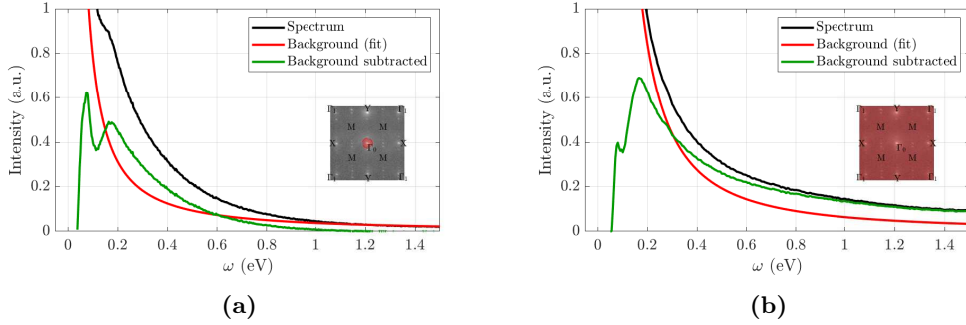 Spectrum
Background (fit)
Background subtracted
Intensity (a.u.)
1
0.8
0.6
0.4
0.2
0
0 0.2 0.4 0.6 0.8 1 1.2 1.4
ω (eV)
Γ₁ Y Γ₁
M M
X Γ₀ X
M M
Γ₁ Y Γ₁
(a)
Spectrum
Background (fit)
Background subtracted
Intensity (a.u.)
1
0.8
0.6
0.4
0.2
0
0 0.2 0.4 0.6 0.8 1 1.2 1.4
ω (eV)
Γ₁ Y Γ₁
M M
X Γ₀ X
M M
Γ₁ Y Γ₁
(b)